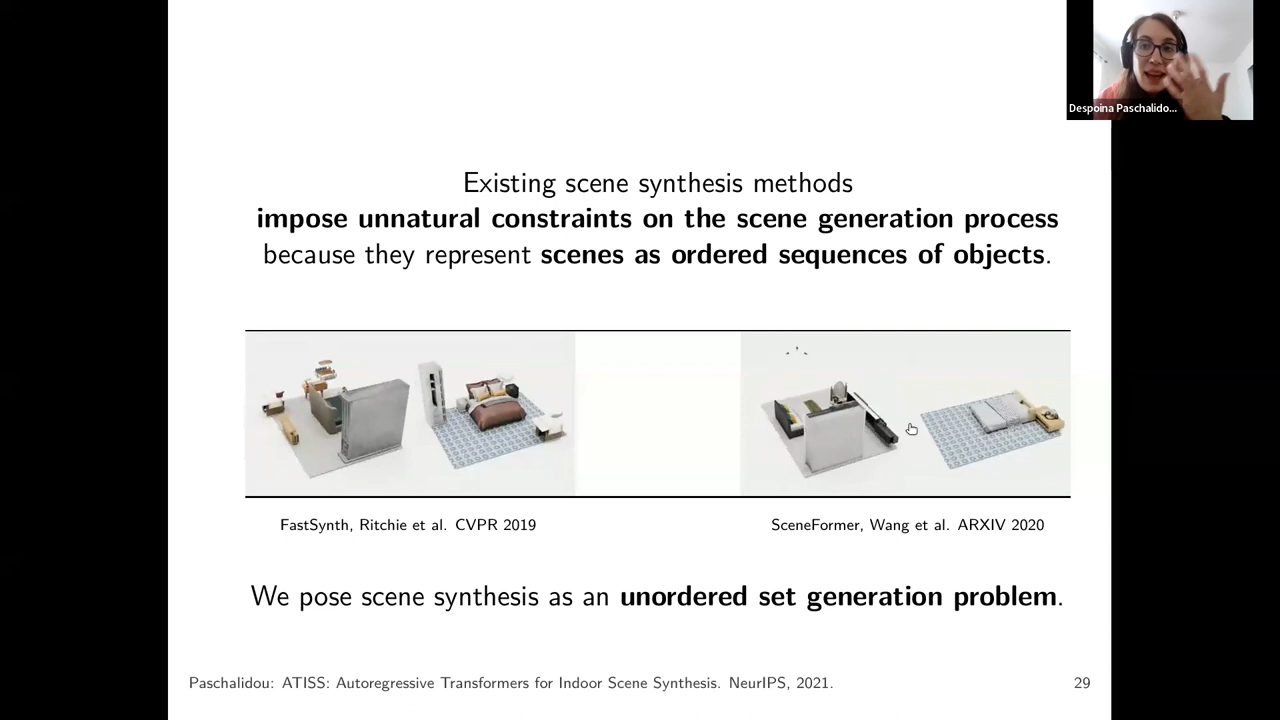 Despoina Paschalido...
Existing scene synthesis methods
impose unnatural constraints on the scene generation process
because they represent scenes as ordered sequences of objects.
FastSynth, Ritchie et al. CVPR 2019
SceneFormer, Wang et al. ARXIV 2020
We pose scene synthesis as an unordered set generation problem.
Paschalidou: ATISS: Autoregressive Transformers for Indoor Scene Synthesis. NeurIPS, 2021.
29